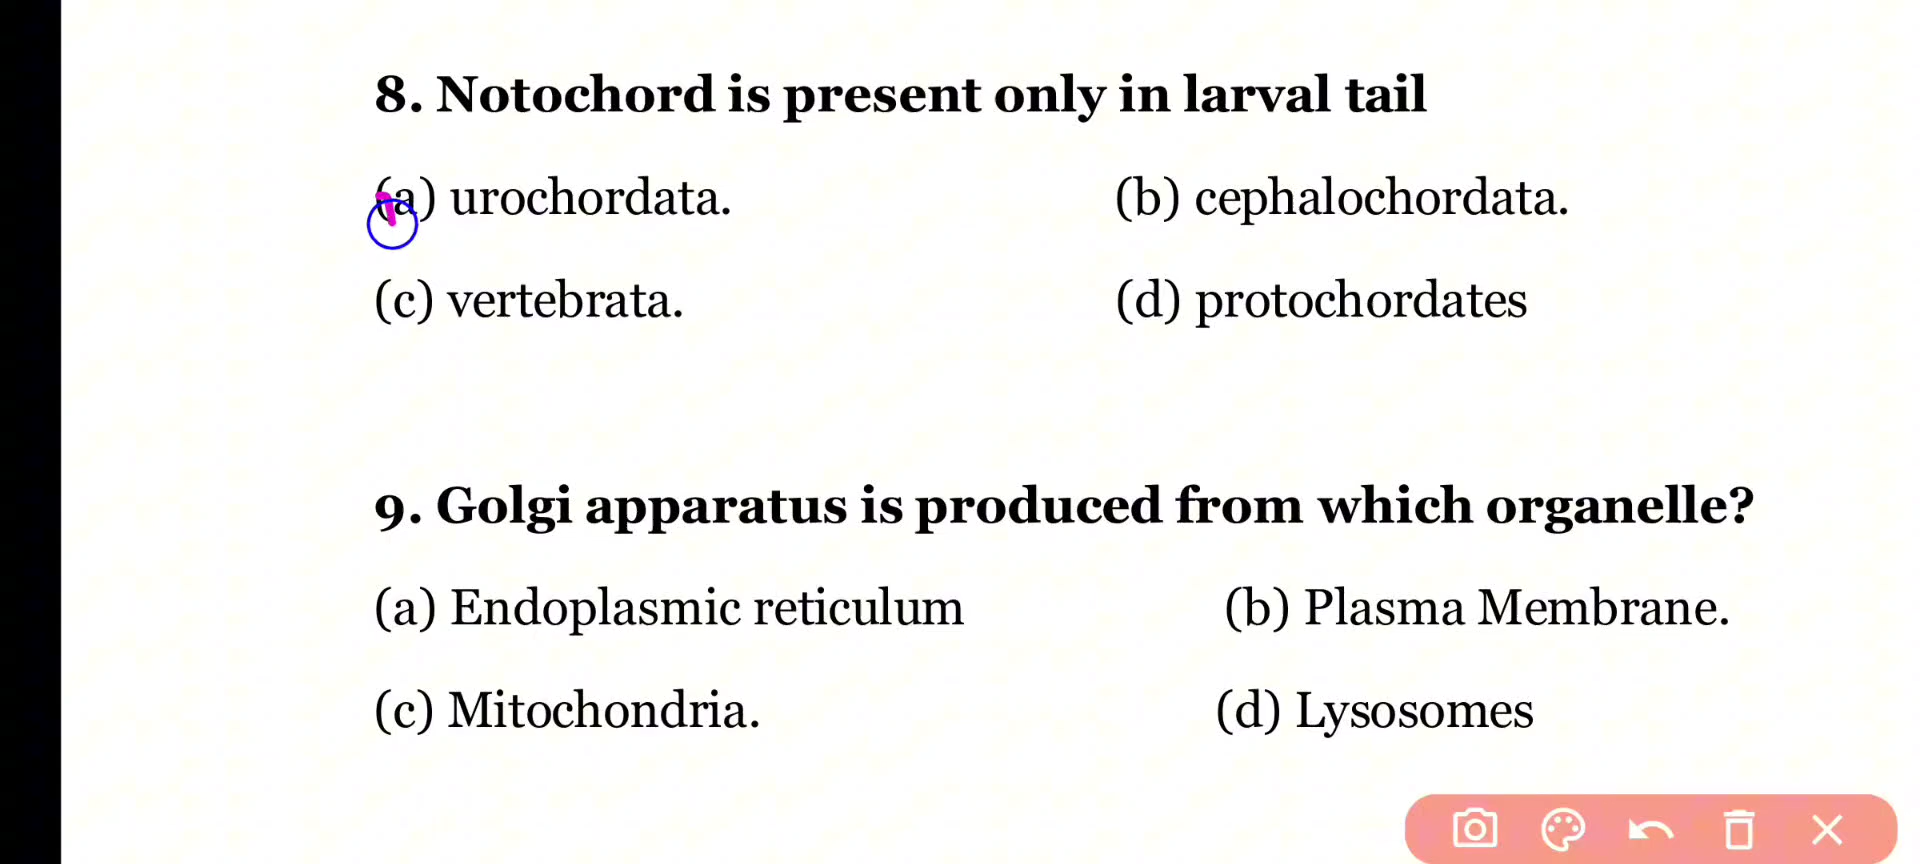 8. Notochord is present only in larval tail
(a) urochordata. (b) cephalochordata.
(c) vertebrata. (d) protochordates
9. Golgi apparatus is produced from which organelle?
(a) Endoplasmic reticulum (b) Plasma Membrane.
(c) Mitochondria. (d) Lysosomes